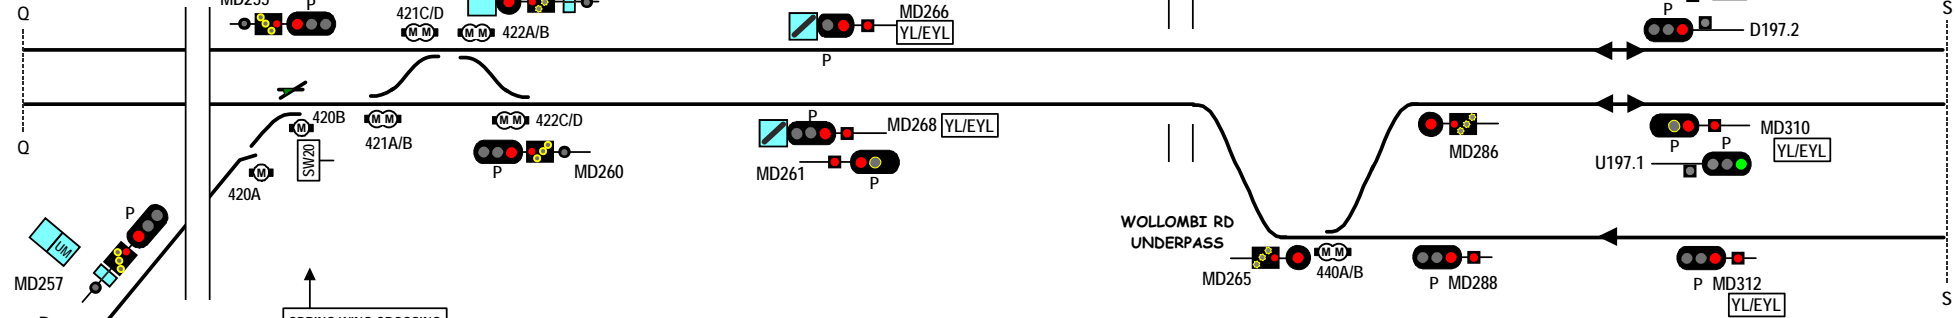 Q
MD255
P
421C/D
M M
M M
422A/B
MD266
YL/EYL
P
P
D197.2
S
420B
M
421A/B
M M
M M
422C/D
P
MD268
YL/EYL
MD286
P
P
MD310
YL/EYL
U197.1
Q
SW20
P
MD260
MD261
P
420A
M
P
UM
MD257
WOLLOMBI RD
UNDERPASS
MD265
M M
440A/B
P MD288
P MD312
YL/EYL
S